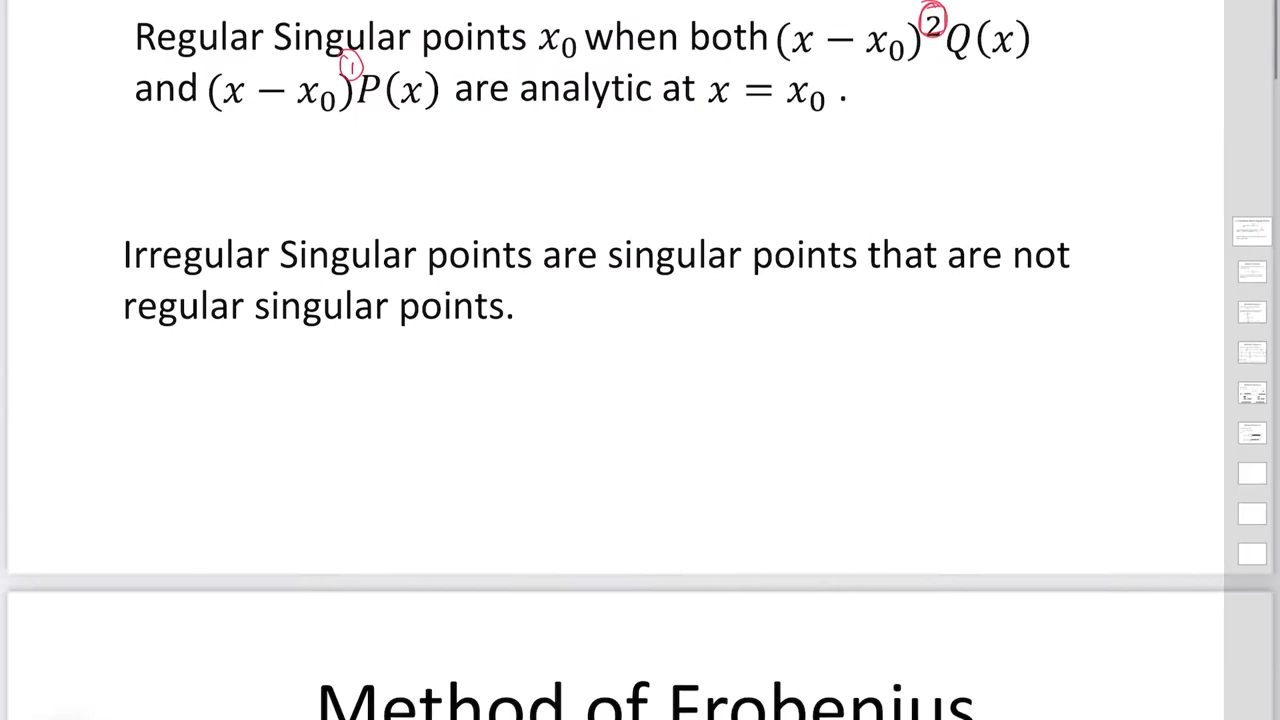 Regular Singular points x₀ when both (x − x₀)²Q(x)
and (x − x₀)¹P(x) are analytic at x = x₀ .
Irregular Singular points are singular points that are not
regular singular points.
Method of Frobenius